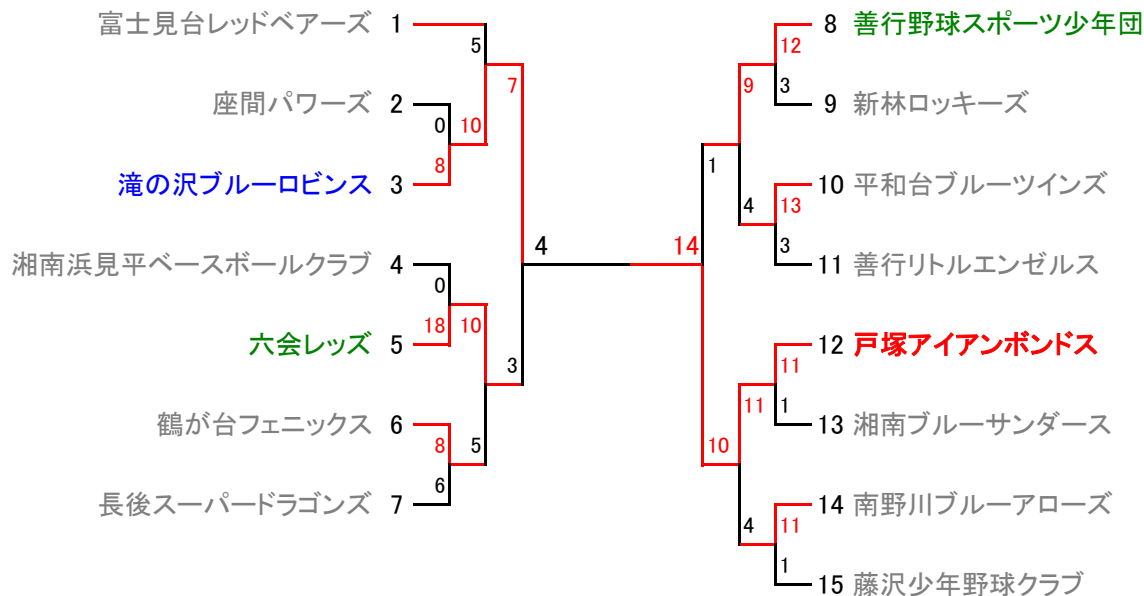 富士見台レッドベアーズ 1
5
7
座間パワーズ 2
0
10
8
滝の沢ブルーロビンス 3
4
湘南浜見平ベースボールクラブ 4
0
18
10
六会レッズ 5
3
鶴が台フェニックス 6
8
5
6
長後スーパードラゴンズ 7
8 善行野球スポーツ少年団
12
9
3
9 新林ロッキーズ
1
10 平和台ブルーツインズ
4
13
3
14
11 善行リトルエンゼルス
12 戸塚アイアンボンドス
11
11
1
13 湘南ブルーサンダース
10
14 南野川ブルーアローズ
4
11
1
15 藤沢少年野球クラブ